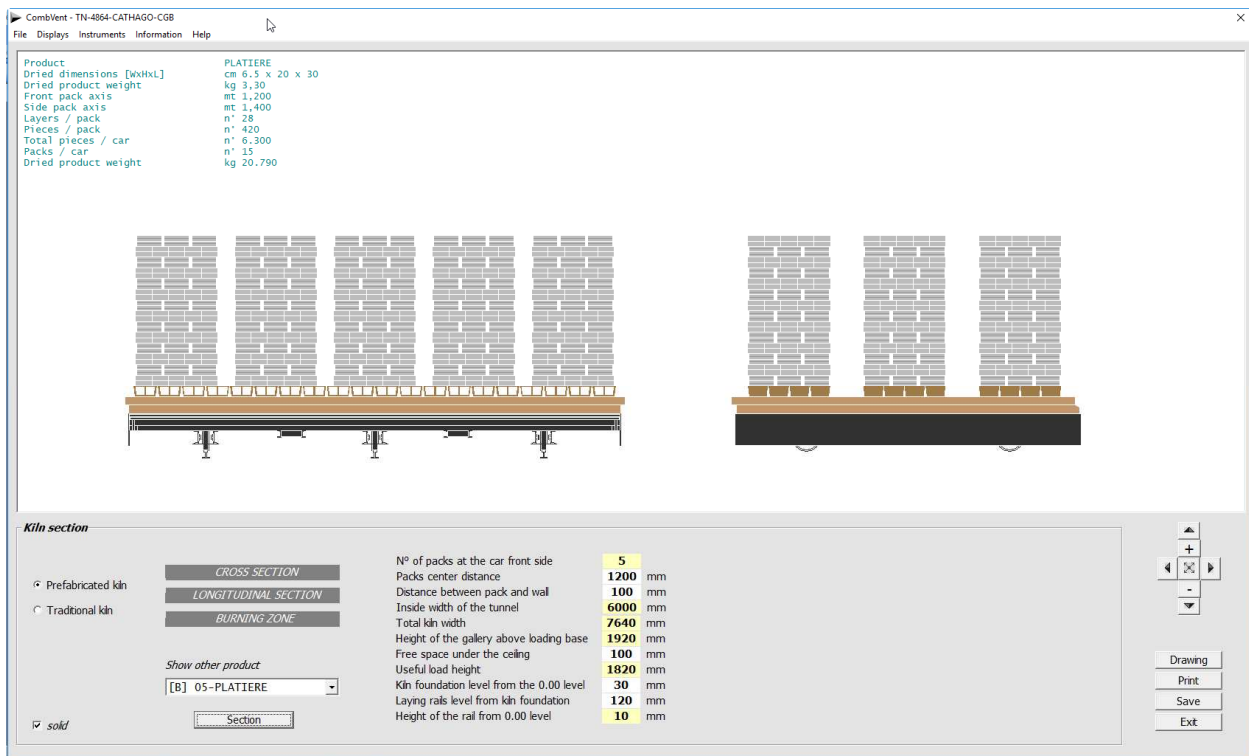 CombVent - TN-4864-CATHAGO-CGB
File Displays Instruments Information Help
Product PLATIERE
Dried dimensions [WxHxL] cm 6.5 x 20 x 30
Dried product weight kg 3,30
Front pack axis mt 1,200
Side pack axis mt 1,400
Layers / pack n' 28
Pieces / pack n' 420
Total pieces / car n' 6.300
Packs / car n' 15
Dried product weight kg 20.790
Kiln section
Prefabricated kiln
Traditional kiln
CROSS SECTION
LONGITUDINAL SECTION
BURNING ZONE
Show other product
[B] 05-PLATIERE
Section
solid
Nº of packs at the car front side 5
Packs center distance 1200 mm
Distance between pack and wall 100 mm
Inside width of the tunnel 6000 mm
Total kiln width 7640 mm
Height of the gallery above loading base 1920 mm
Free space under the ceiling 100 mm
Useful load height 1820 mm
Kiln foundation level from the 0.00 level 30 mm
Laying rails level from kiln foundation 120 mm
Height of the rail from 0.00 level 10 mm
+
-
Drawing
Print
Save
Exit